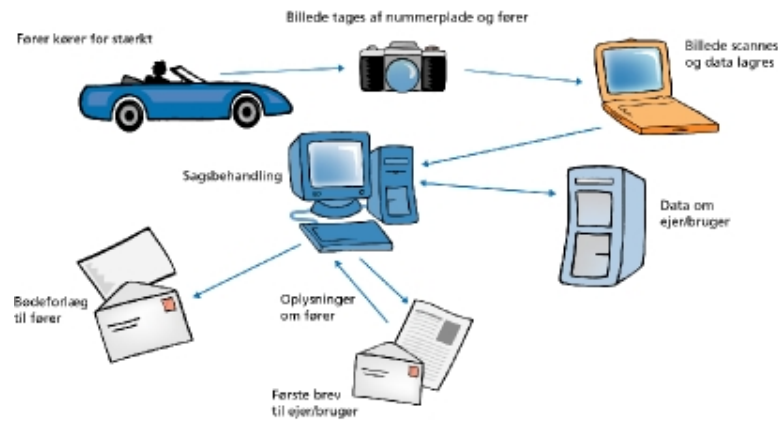 Billede tages af nummerplade og fører
Fører kører for stærkt
Billede scannes
og data lagres
Sagsbehandling
Data om
ejer/bruger
Bødeforlæg
til fører
Oplysninger
om fører
Første brev
til ejer/bruger